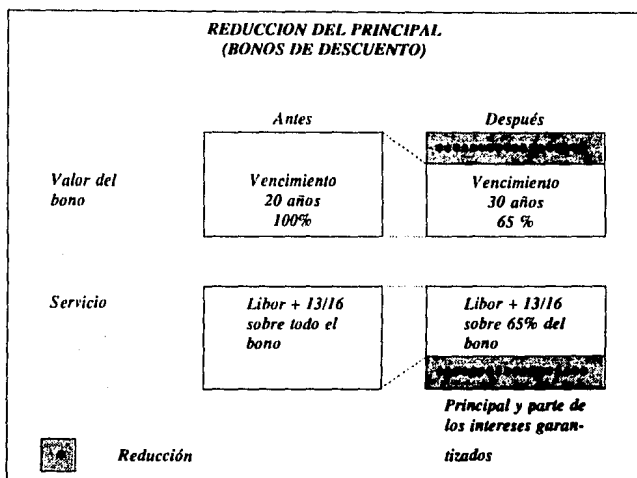 REDUCCION DEL PRINCIPAL
(BONOS DE DESCUENTO)
Antes
Después
Valor del
bono
Vencimiento
20 años
100%
Vencimiento
30 años
65 %
Servicio
Libor + 13/16
sobre todo el
bono
Libor + 13/16
sobre 65% del
bono
Principal y parte de
los intereses garan-
tizados
Reducción